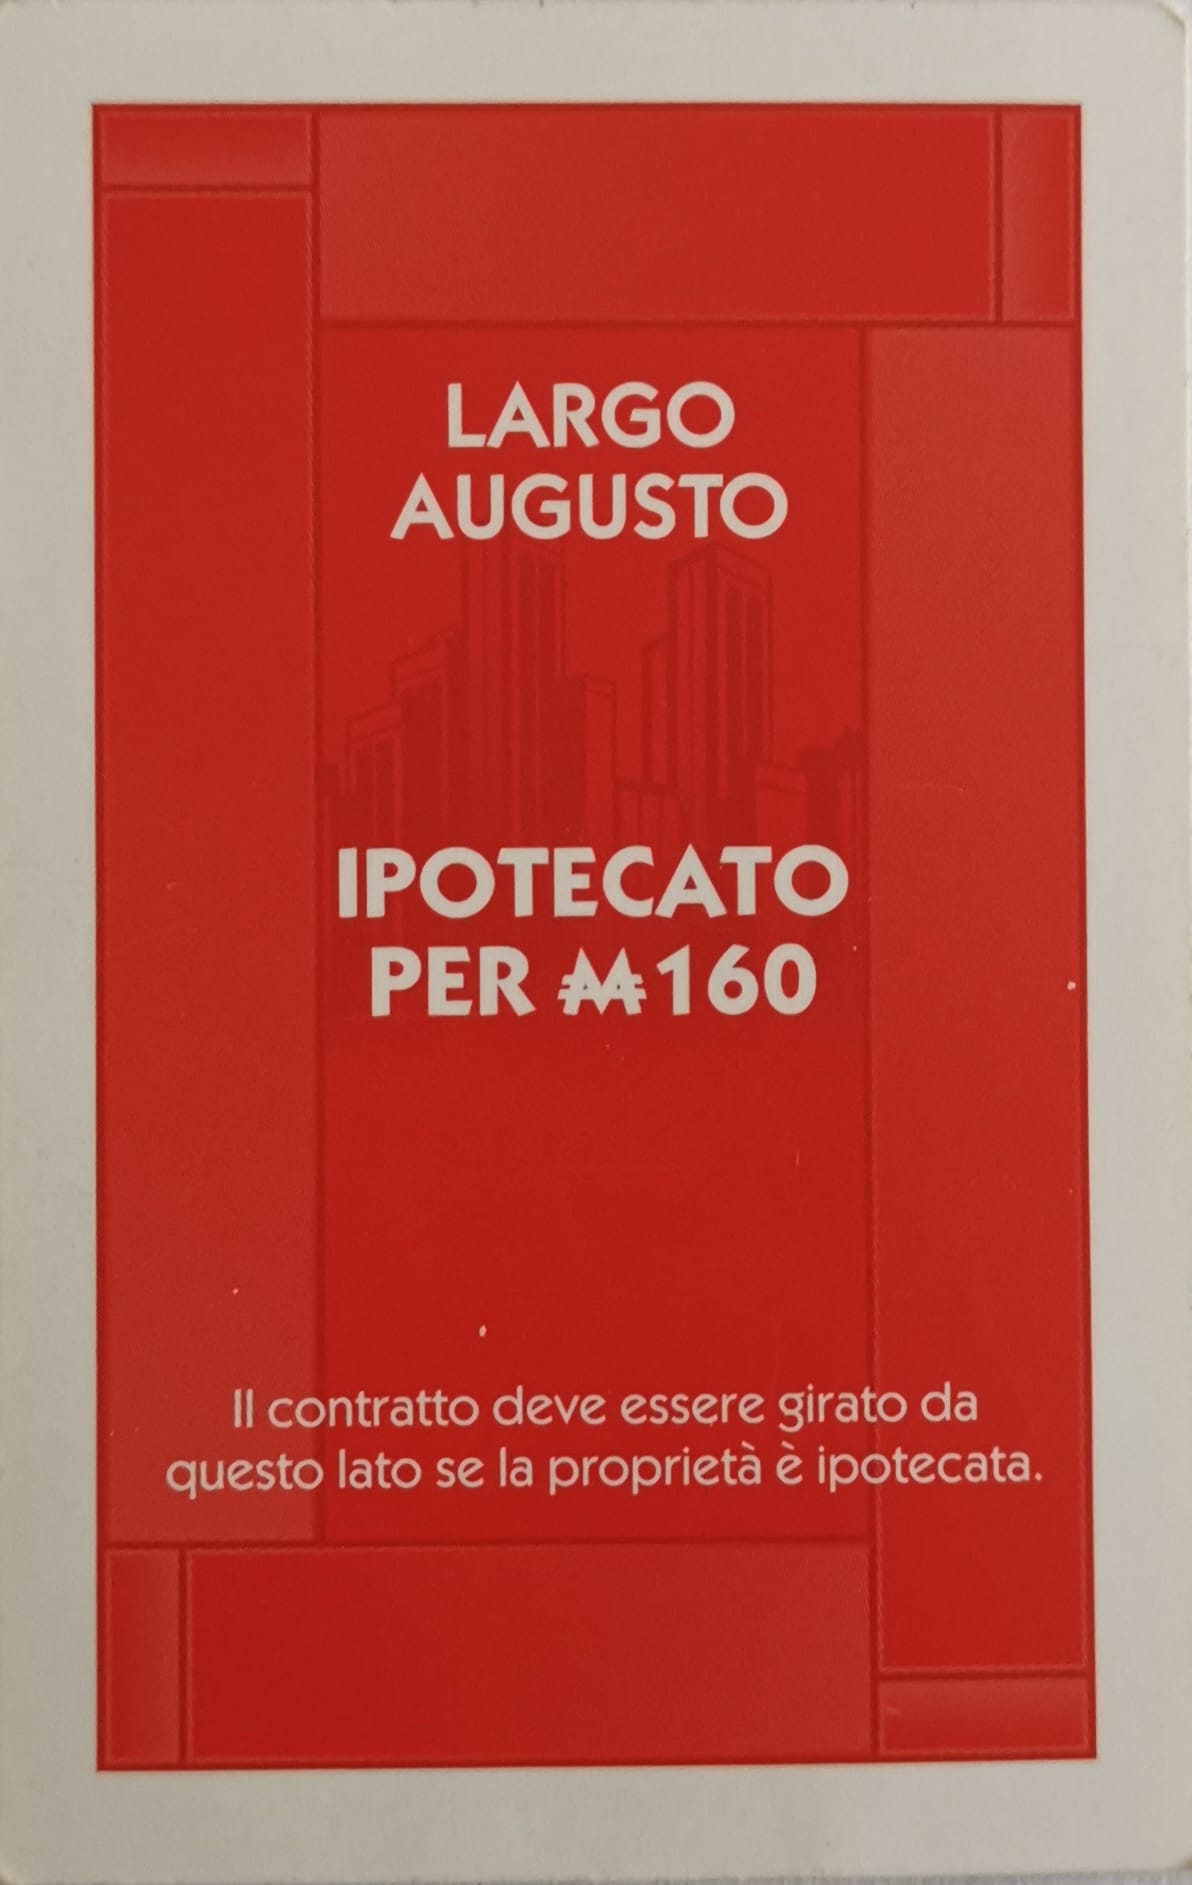 LARGO
AUGUSTO
IPOTECATO
PER ₩160
Il contratto deve essere girato da
questo lato se la proprietà è ipotecata.